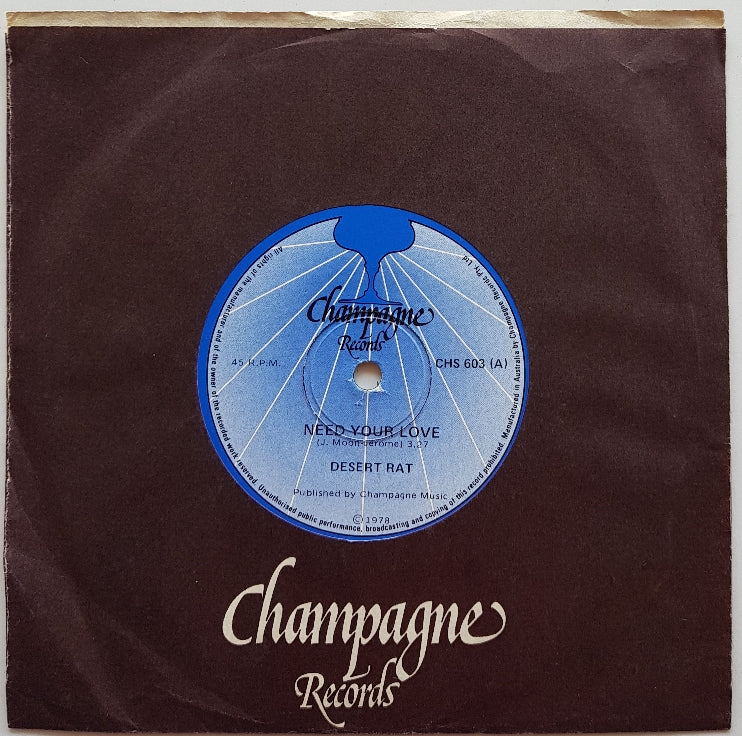 Champagne
Records
45 R.P.M.
CHS 603 (A)
NEED YOUR LOVE
(J. Moon-Jerome) 3.27
DESERT RAT
Published by Champagne Music
©1978
All rights of the manufacturer and of the owner of the recorded work reserved. Unauthorised public performance, broadcasting and copying of this record prohibited. Manufactured in Australia by Champagne Records Pty. Ltd
Champagne
Records